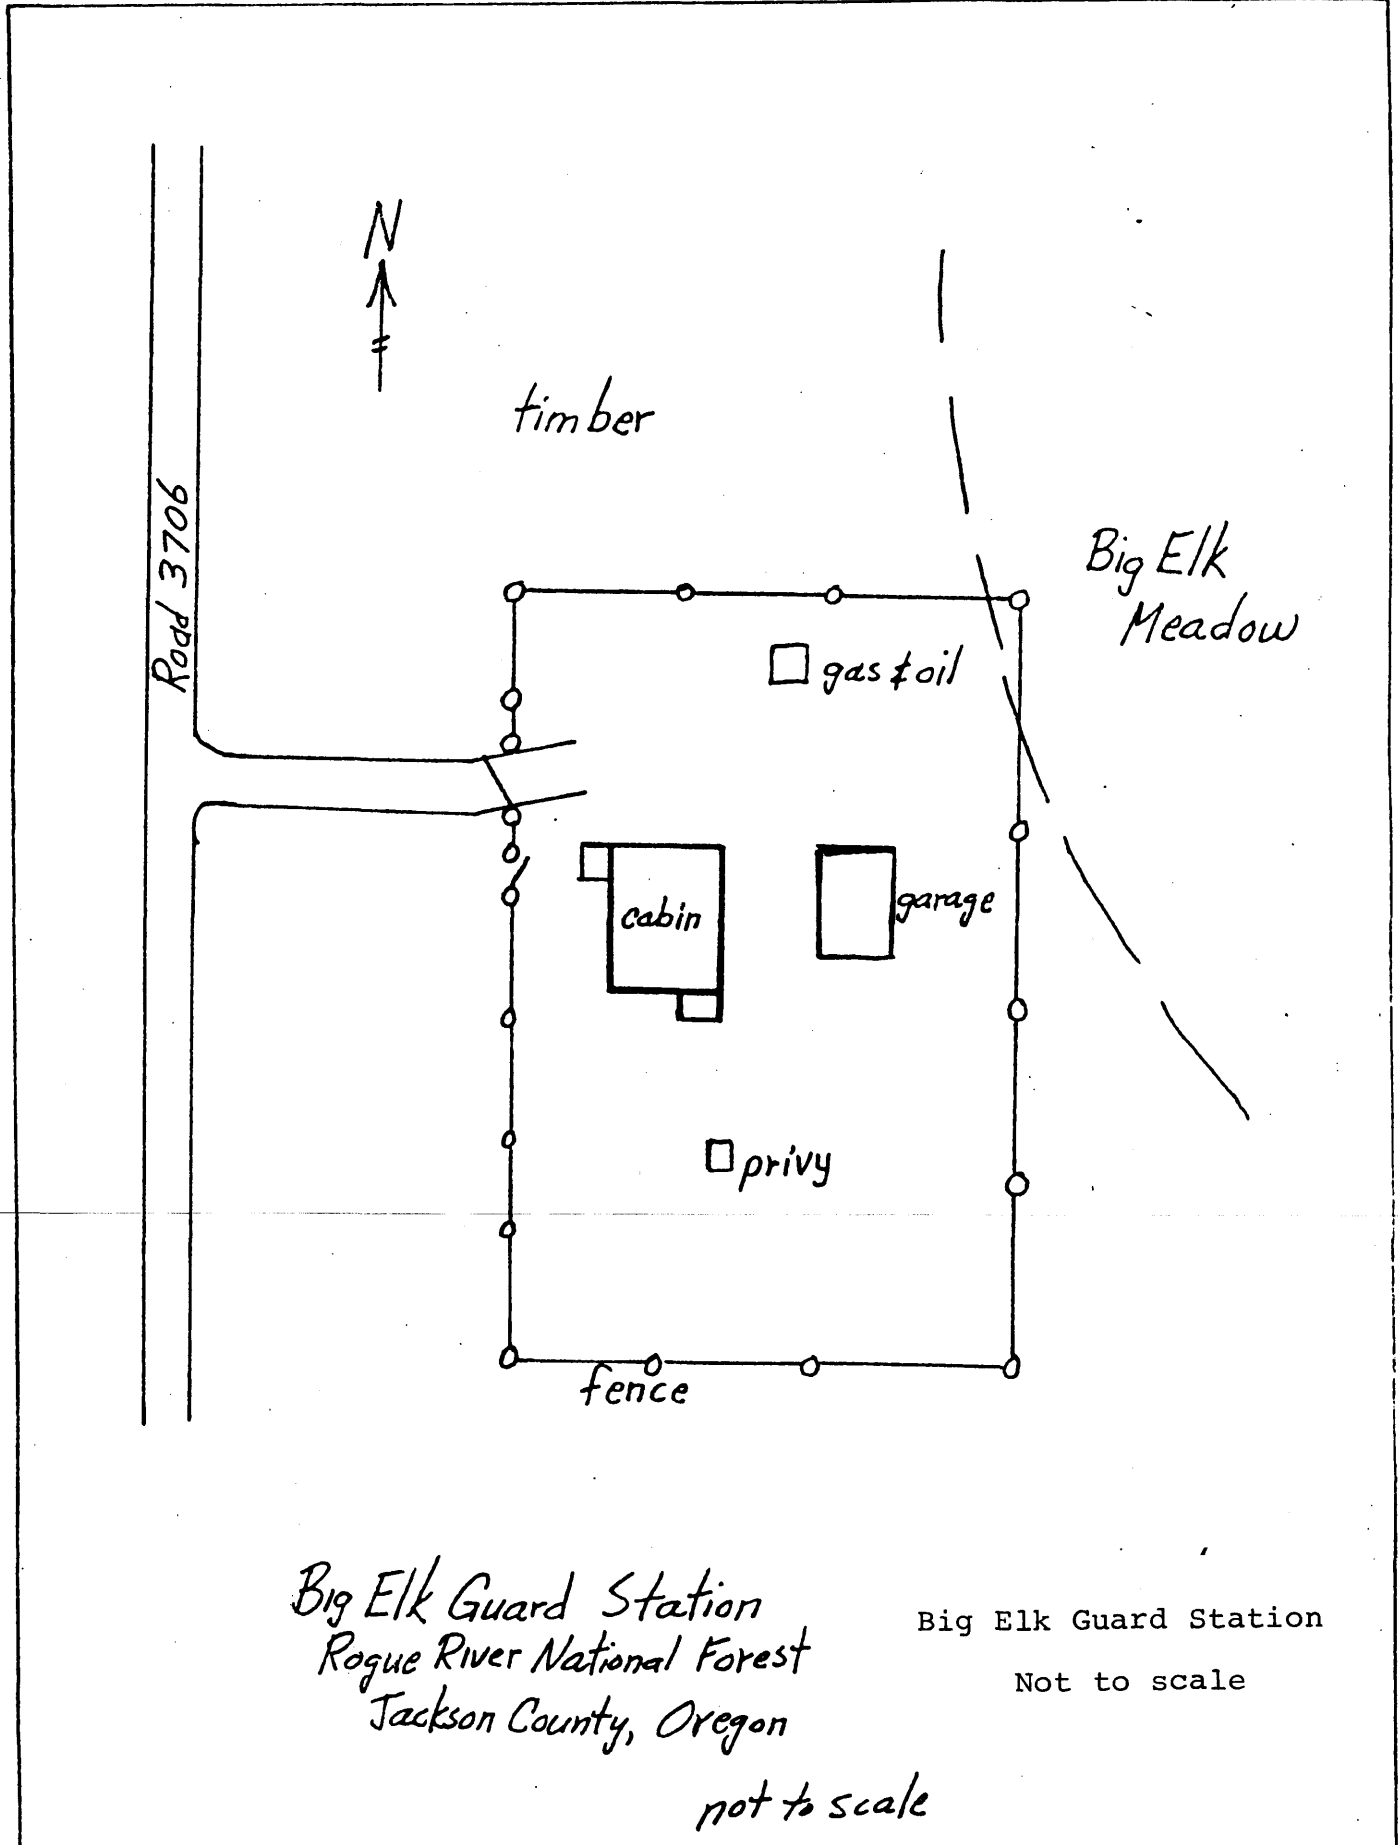 N
timber
Road 3706
Big Elk
Meadow
gas & oil
cabin
garage
privy
fence
Big Elk Guard Station
Rogue River National Forest
Jackson County, Oregon
not to scale
Big Elk Guard Station
Not to scale